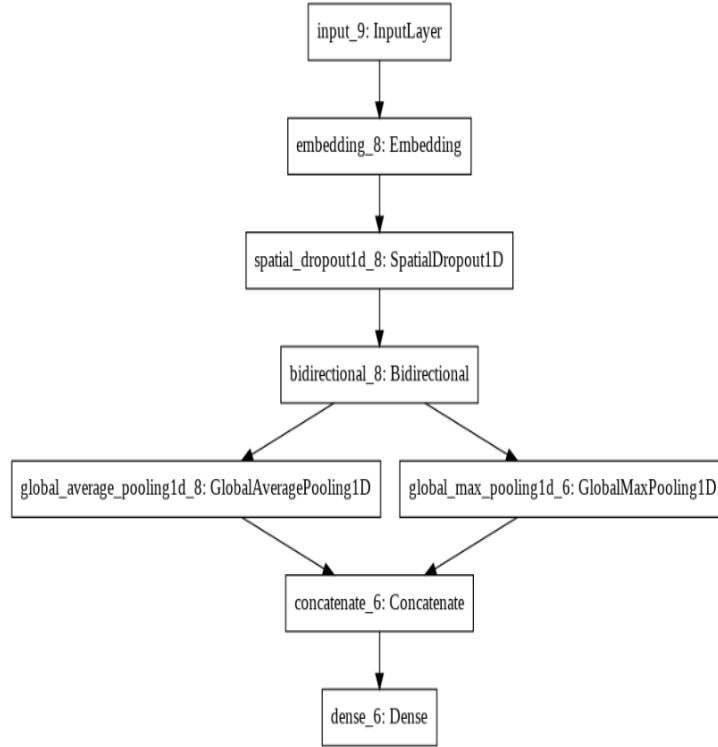 input_9: InputLayer
embedding_8: Embedding
spatial_dropout1d_8: SpatialDropout1D
bidirectional_8: Bidirectional
global_average_pooling1d_8: GlobalAveragePooling1D
global_max_pooling1d_6: GlobalMaxPooling1D
concatenate_6: Concatenate
dense_6: Dense